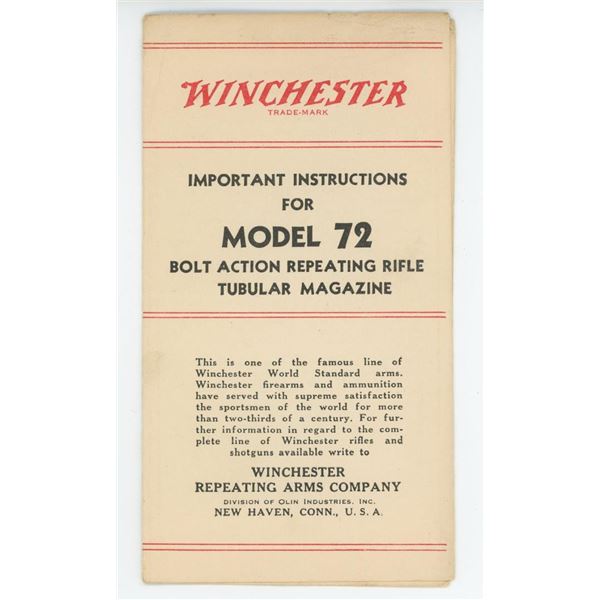 WINCHESTER
TRADE-MARK
IMPORTANT INSTRUCTIONS
FOR
MODEL 72
BOLT ACTION REPEATING RIFLE
TUBULAR MAGAZINE
This is one of the famous line of
Winchester World Standard arms.
Winchester firearms and ammunition
have served with supreme satisfaction
the sportsmen of the world for more
than two-thirds of a century. For fur-
ther information in regard to the com-
plete line of Winchester rifles and
shotguns available write to
WINCHESTER
REPEATING ARMS COMPANY
DIVISION OF OLIN INDUSTRIES, INC.
NEW HAVEN, CONN., U. S. A.